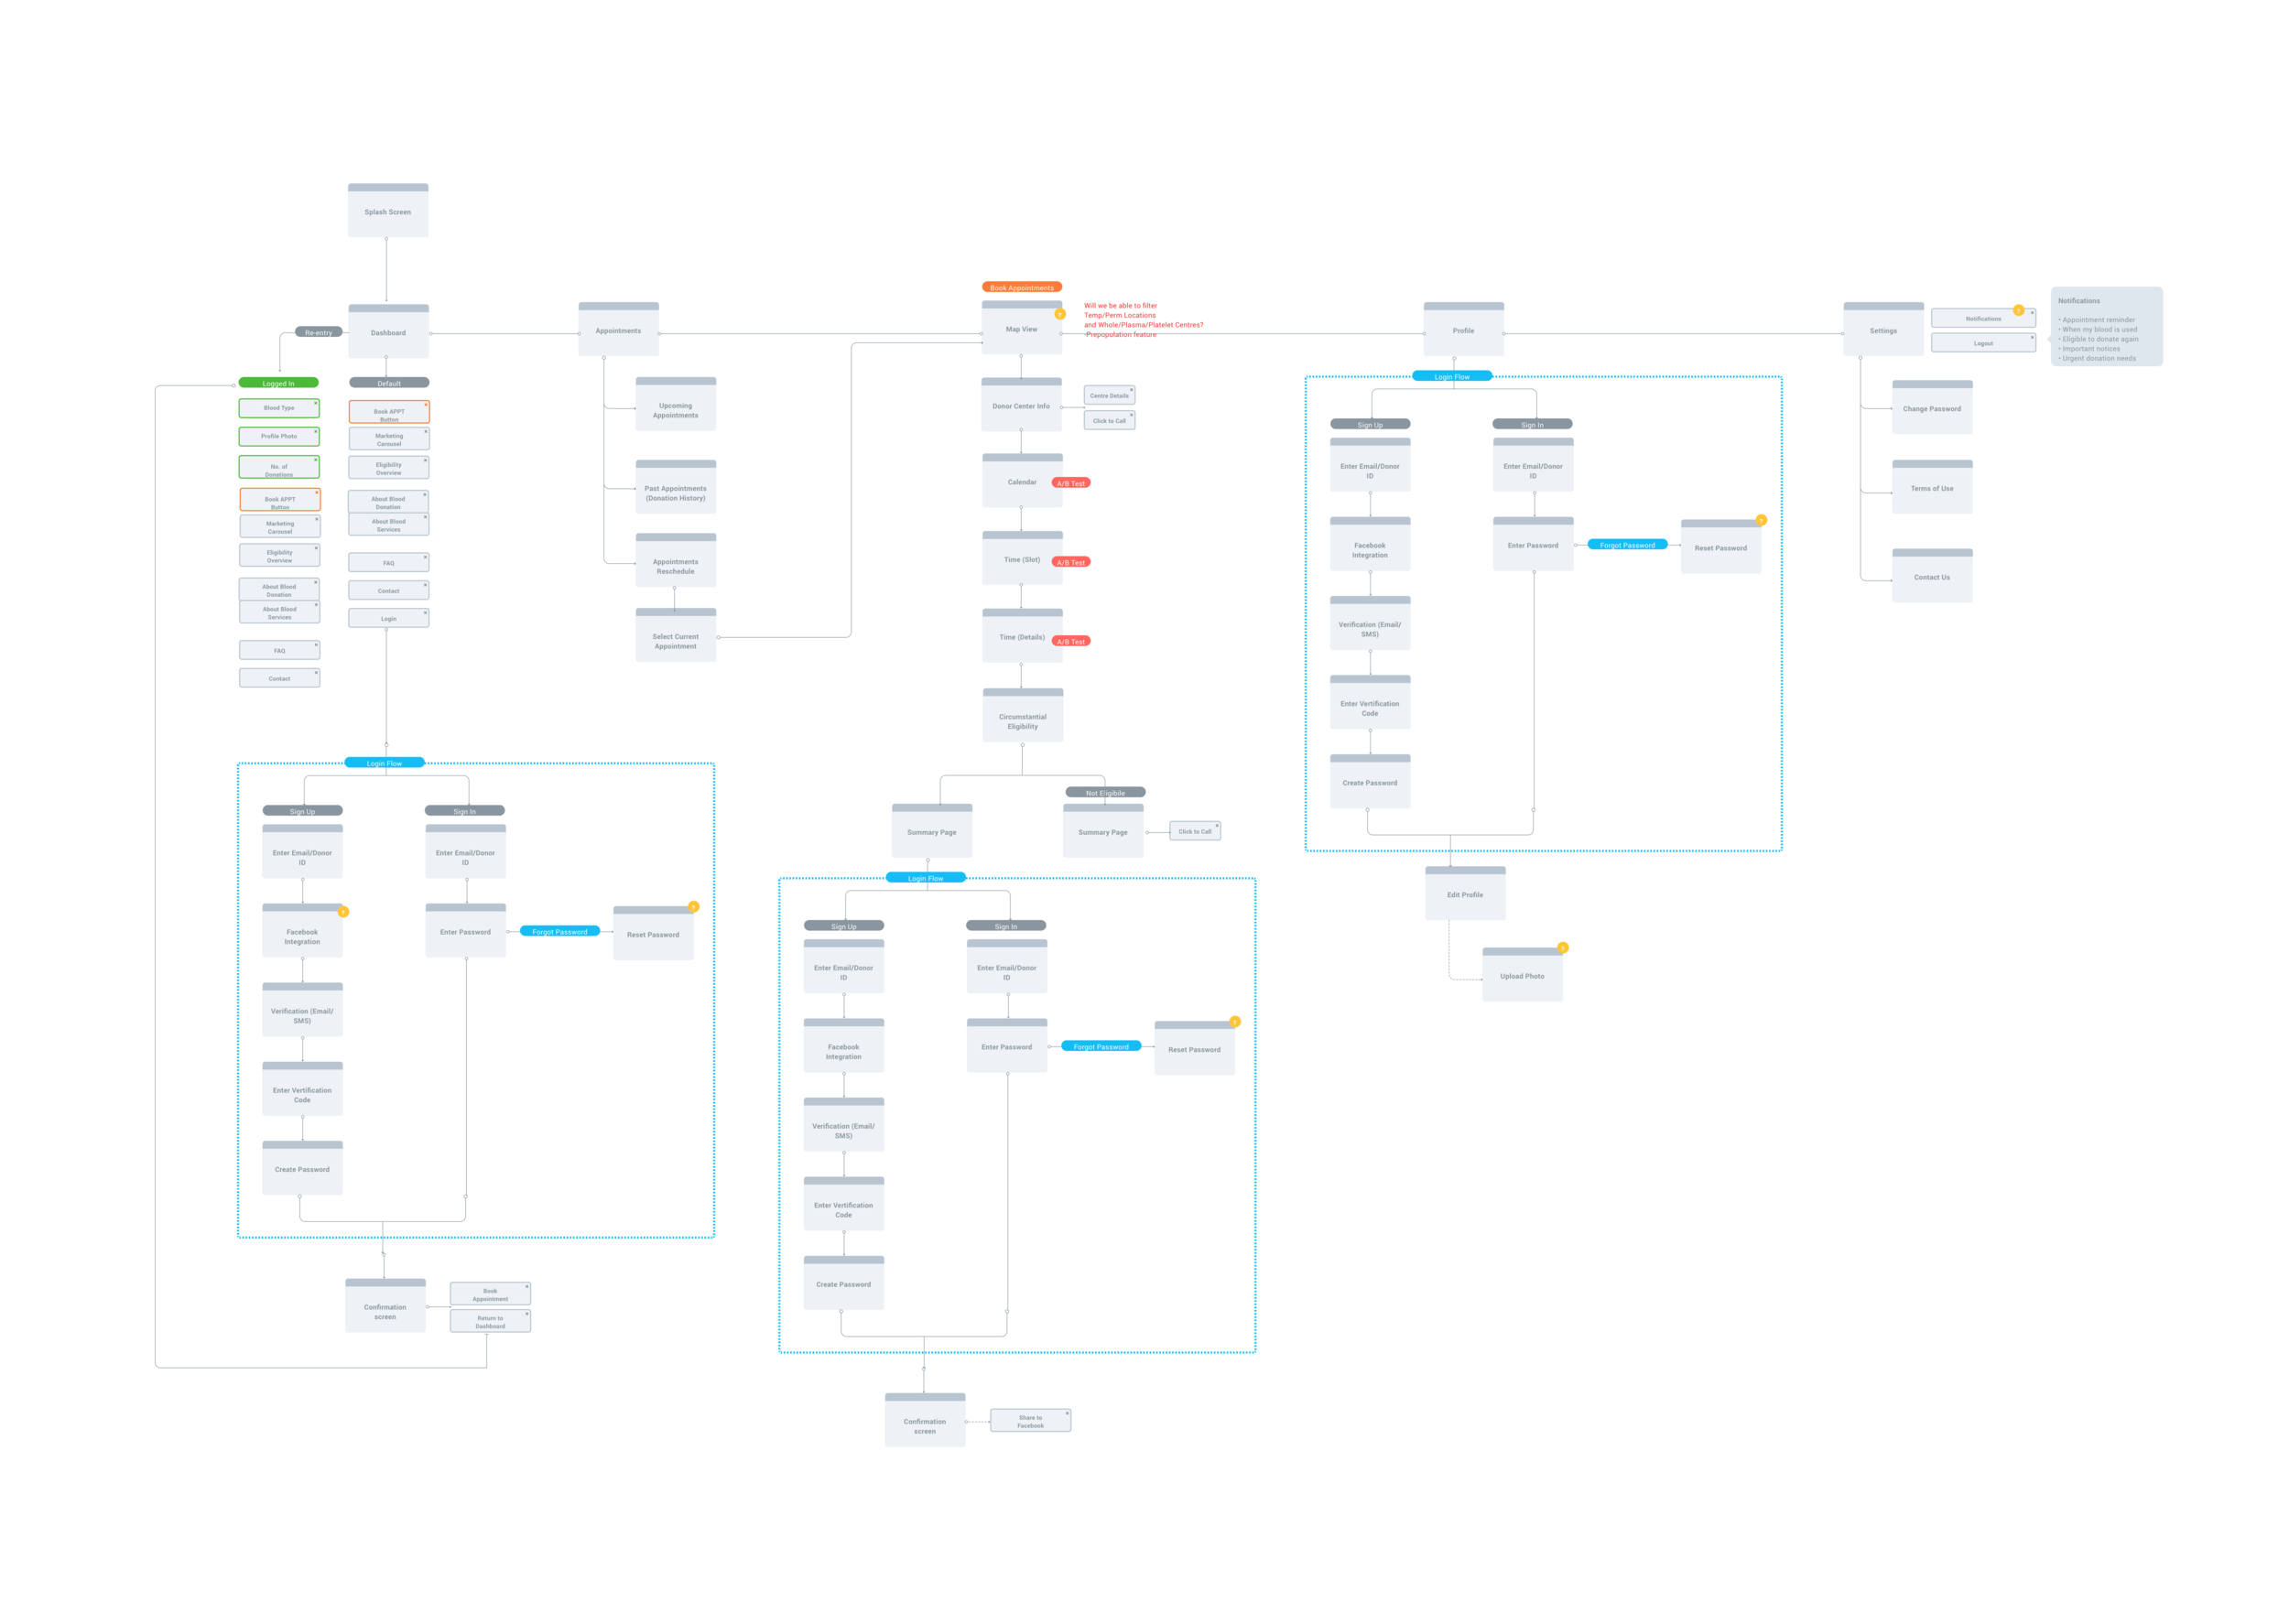 Splash Screen
Re-entry
Dashboard
Logged In
Blood Type
Profile Photo
No. of
Donations
Book APPT
Button
Marketing
Carousel
Eligibility
Overview
About Blood
Donation
About Blood
Services
FAQ
Contact
Default
Book APPT
Button
Marketing
Carousel
Eligibility
Overview
About Blood
Donation
About Blood
Services
FAQ
Contact
Login
Login Flow
Sign Up
Enter Email/Donor
ID
Facebook
Integration
?
Verification (Email/
SMS)
Enter Vertification
Code
Create Password
Sign In
Enter Email/Donor
ID
Enter Password
Forgot Password
Reset Password
?
Confirmation
screen
Book
Appointment
Return to
Dashboard
Appointments
Upcoming
Appointments
Past Appointments
(Donation History)
Appointments
Reschedule
Select Current
Appointment
Book Appointments
Map View
?
Will we be able to filter
Temp/Perm Locations
and Whole/Plasma/Platelet Centres?
-Prepopulation feature
Donor Center Info
Centre Details
Click to Call
Calendar
A/B Test
Time (Slot)
A/B Test
Time (Details)
A/B Test
Circumstantial
Eligibility
Summary Page
Not Eligibile
Summary Page
Click to Call
Login Flow
Sign Up
Enter Email/Donor
ID
Facebook
Integration
Verification (Email/
SMS)
Enter Vertification
Code
Create Password
Sign In
Enter Email/Donor
ID
Enter Password
Forgot Password
Reset Password
?
Confirmation
screen
Share to
Facebook
Profile
Login Flow
Sign Up
Enter Email/Donor
ID
Facebook
Integration
Verification (Email/
SMS)
Enter Vertification
Code
Create Password
Sign In
Enter Email/Donor
ID
Enter Password
Forgot Password
Reset Password
?
Edit Profile
Upload Photo
?
Settings
Notifications
?
Logout
Notifications
• Appointment reminder
• When my blood is used
• Eligible to donate again
• Important notices
• Urgent donation needs
Change Password
Terms of Use
Contact Us